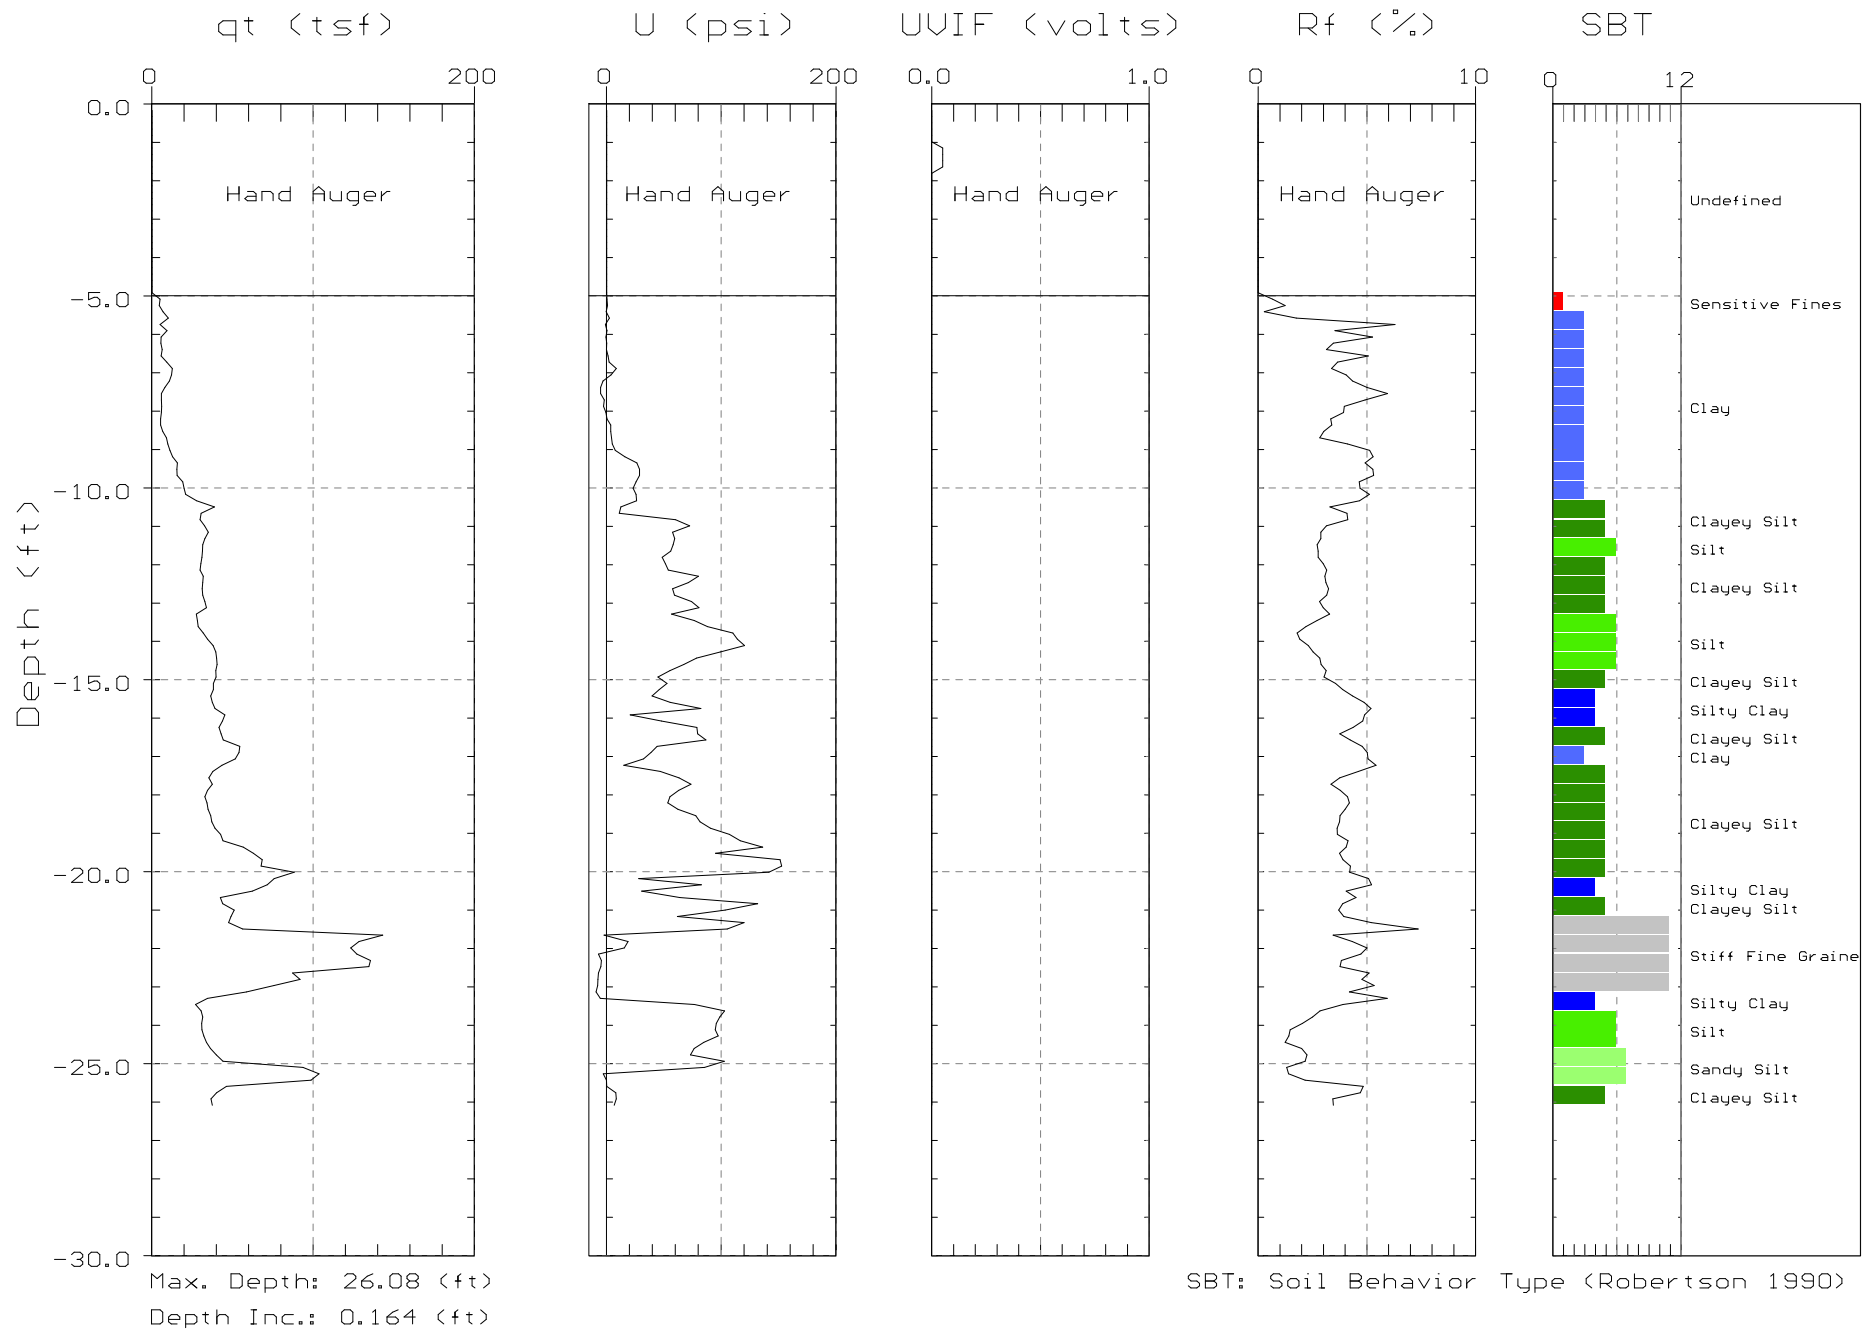 qt (tsf) U (psi) UVIF (volts) Rf (%) SBT
0 200 0 200 0.0 1.0 0 10 0 12
0.0
Hand Auger Hand Auger Hand Auger Hand Auger
Undefined
-5.0
Sensitive Fines
Clay
-10.0
Clayey Silt
Silt
Clayey Silt
Depth (ft)
Silt
-15.0
Clayey Silt
Silty Clay
Clayey Silt
Clay
Clayey Silt
-20.0
Silty Clay
Clayey Silt
Stiff Fine Graine
Silty Clay
Silt
-25.0
Sandy Silt
Clayey Silt
-30.0
Max. Depth: 26.08 (ft)
SBT: Soil Behavior Type (Robertson 1990)
Depth Inc.: 0.164 (ft)